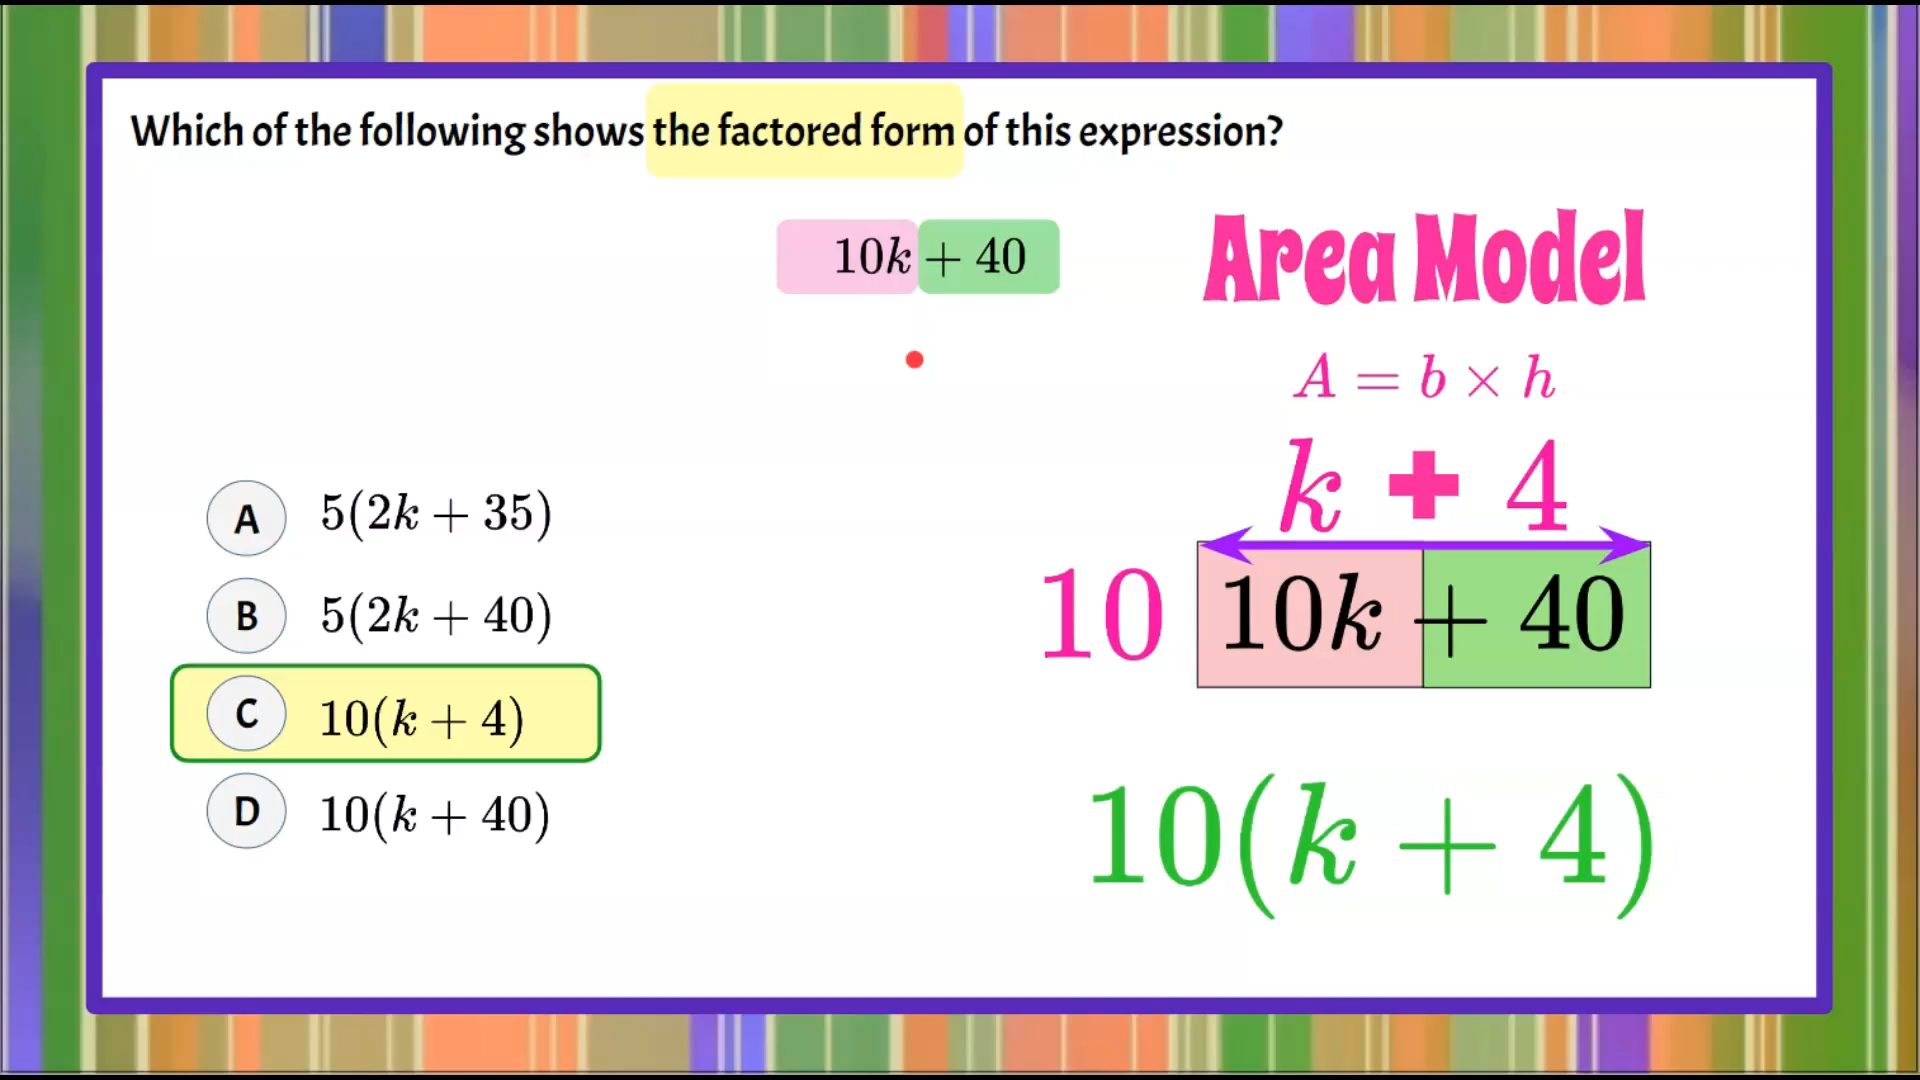 Which of the following shows the factored form of this expression?
10k + 40
Area Model
A = b × h
k + 4
10
10k + 40
A 5(2k + 35)
B 5(2k + 40)
C 10(k + 4)
D 10(k + 40)
10(k + 4)